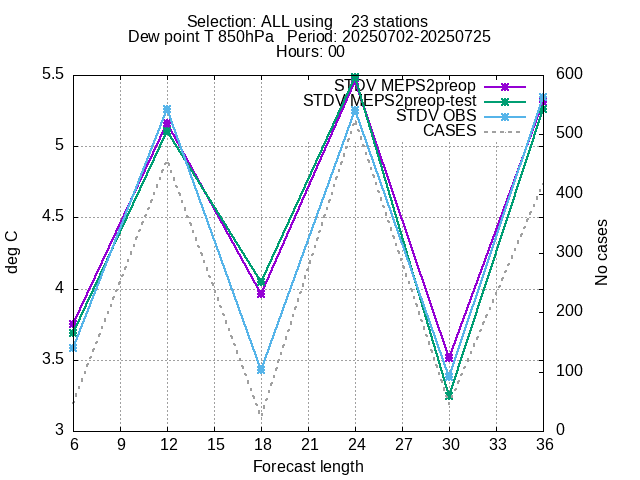 Selection: ALL using    23 stations
Dew point T 850hPa   Period: 20250702-20250725
Hours: 00
STDV MEPS2preop
STDV MEPS2preop-test
STDV OBS
CASES
5.5
5
4.5
4
3.5
3
deg C
600
500
400
300
200
100
0
No cases
6 9 12 15 18 21 24 27 30 33 36
Forecast length